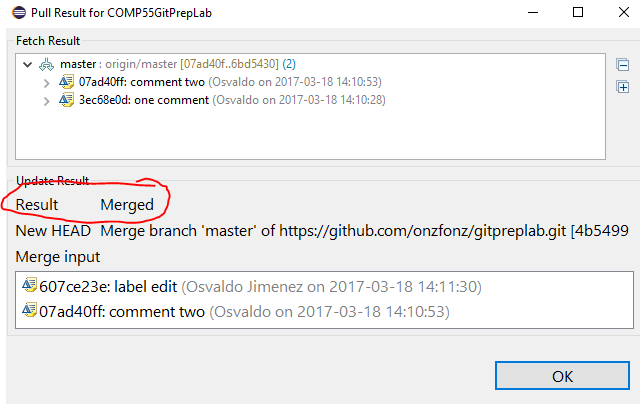 Pull Result for COMP55GitPrepLab
Fetch Result
master : origin/master [07ad40f..6bd5430] (2)
07ad40ff: comment two (Osvaldo on 2017-03-18 14:10:53)
3ec68e0d: one comment (Osvaldo on 2017-03-18 14:10:28)
Update Result
Result Merged
New HEAD Merge branch 'master' of https://github.com/onzfonz/gitpreplab.git [4b5499
Merge input
607ce23e: label edit (Osvaldo Jimenez on 2017-03-18 14:11:30)
07ad40ff: comment two (Osvaldo on 2017-03-18 14:10:53)
OK